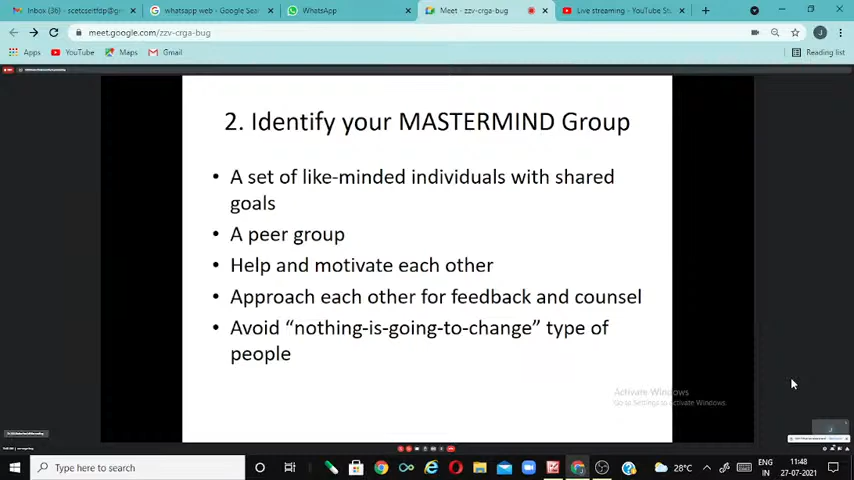 Inbox (36) - scetcseitfdp@gm
whatsapp web - Google Sear
WhatsApp
Meet - zzv-crga-bug
Live streaming - YouTube St
meet.google.com/zzv-crga-bug
Apps
YouTube
Maps
Gmail
Reading list
2. Identify your MASTERMIND Group
• A set of like-minded individuals with shared
goals
• A peer group
• Help and motivate each other
• Approach each other for feedback and counsel
• Avoid “nothing-is-going-to-change” type of
people
Activate Windows
Go to Settings to activate Windows.
Type here to search
28°C
ENG
IN
11:48
27-07-2021